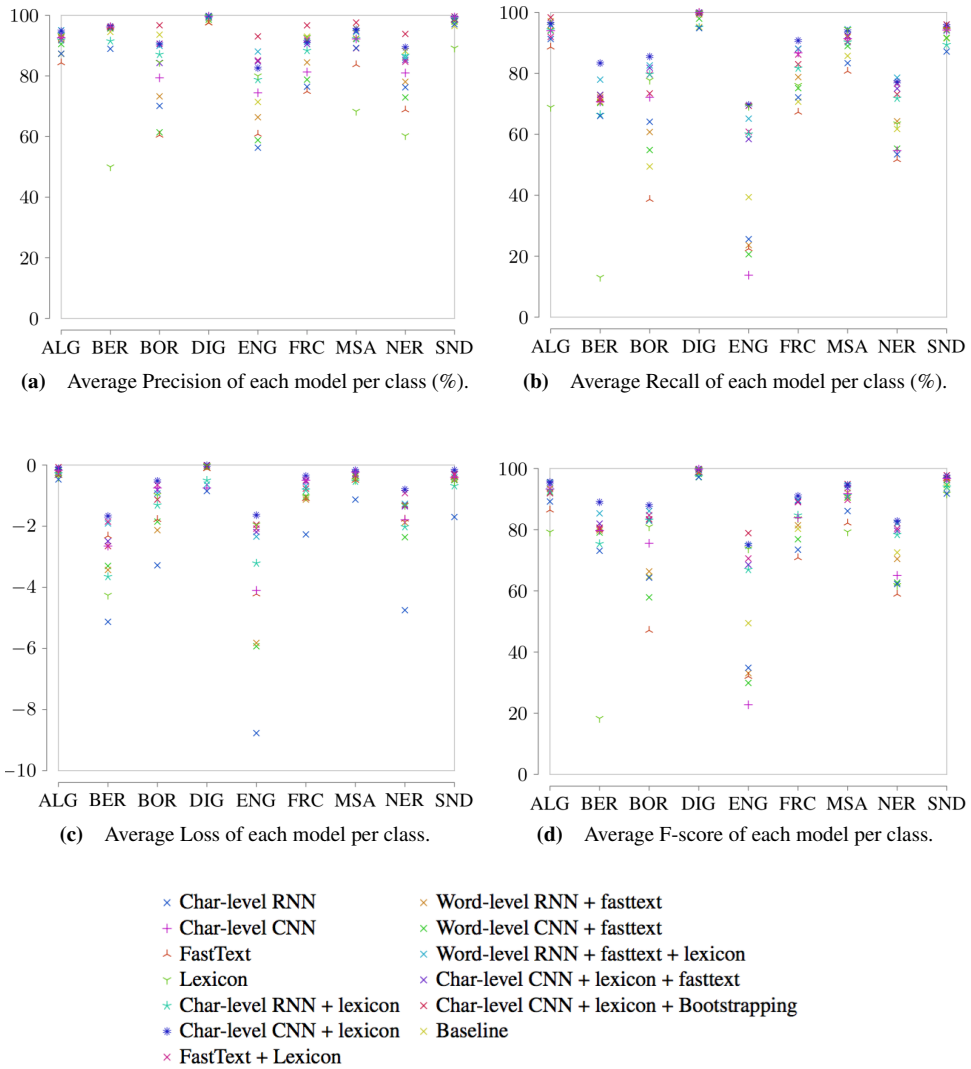 100
80
60
40
20
0
ALG BER BOR DIG ENG FRC MSA NER SND
(a) Average Precision of each model per class (%).
100
80
60
40
20
0
ALG BER BOR DIG ENG FRC MSA NER SND
(b) Average Recall of each model per class (%).
0
−2
−4
−6
−8
−10
ALG BER BOR DIG ENG FRC MSA NER SND
(c) Average Loss of each model per class.
100
80
60
40
20
0
ALG BER BOR DIG ENG FRC MSA NER SND
(d) Average F-score of each model per class.
Char-level RNN
Char-level CNN
FastText
Lexicon
Char-level RNN + lexicon
Char-level CNN + lexicon
FastText + Lexicon
Word-level RNN + fasttext
Word-level CNN + fasttext
Word-level RNN + fasttext + lexicon
Char-level CNN + lexicon + fasttext
Char-level CNN + lexicon + Bootstrapping
Baseline